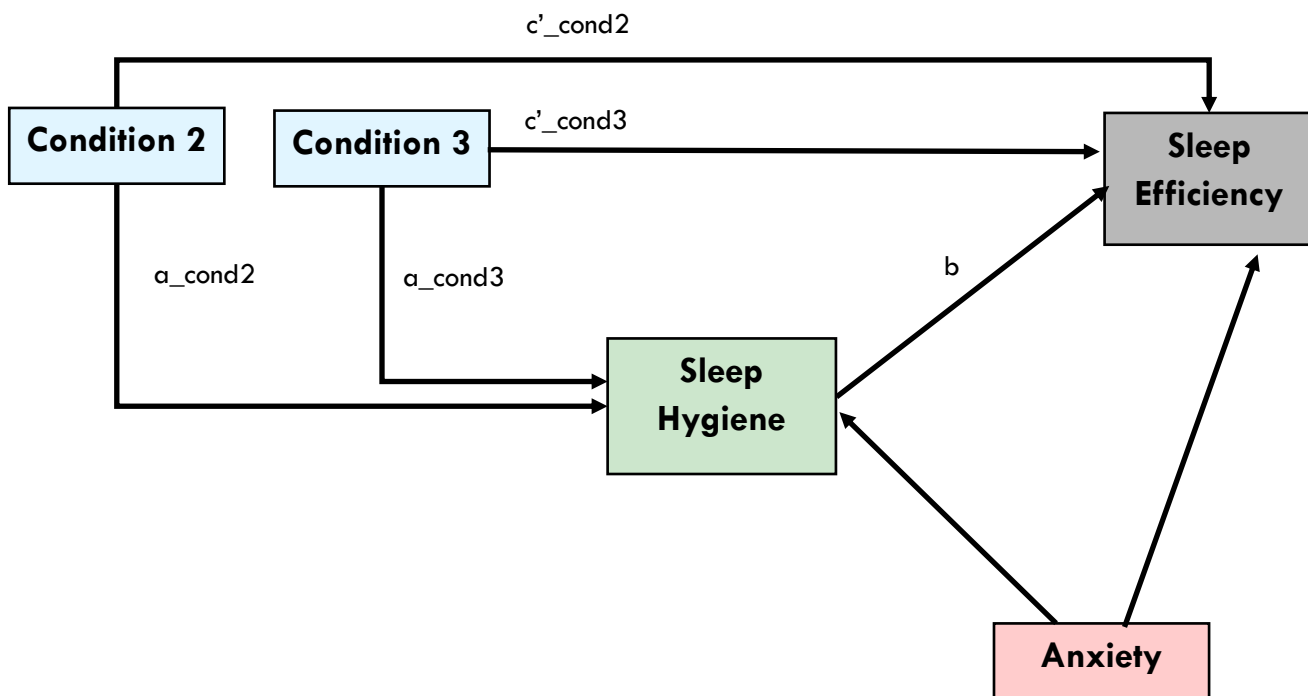 c’_cond2
Condition 2
Condition 3
c’_cond3
Sleep
Efficiency
a_cond2
a_cond3
b
Sleep
Hygiene
Anxiety